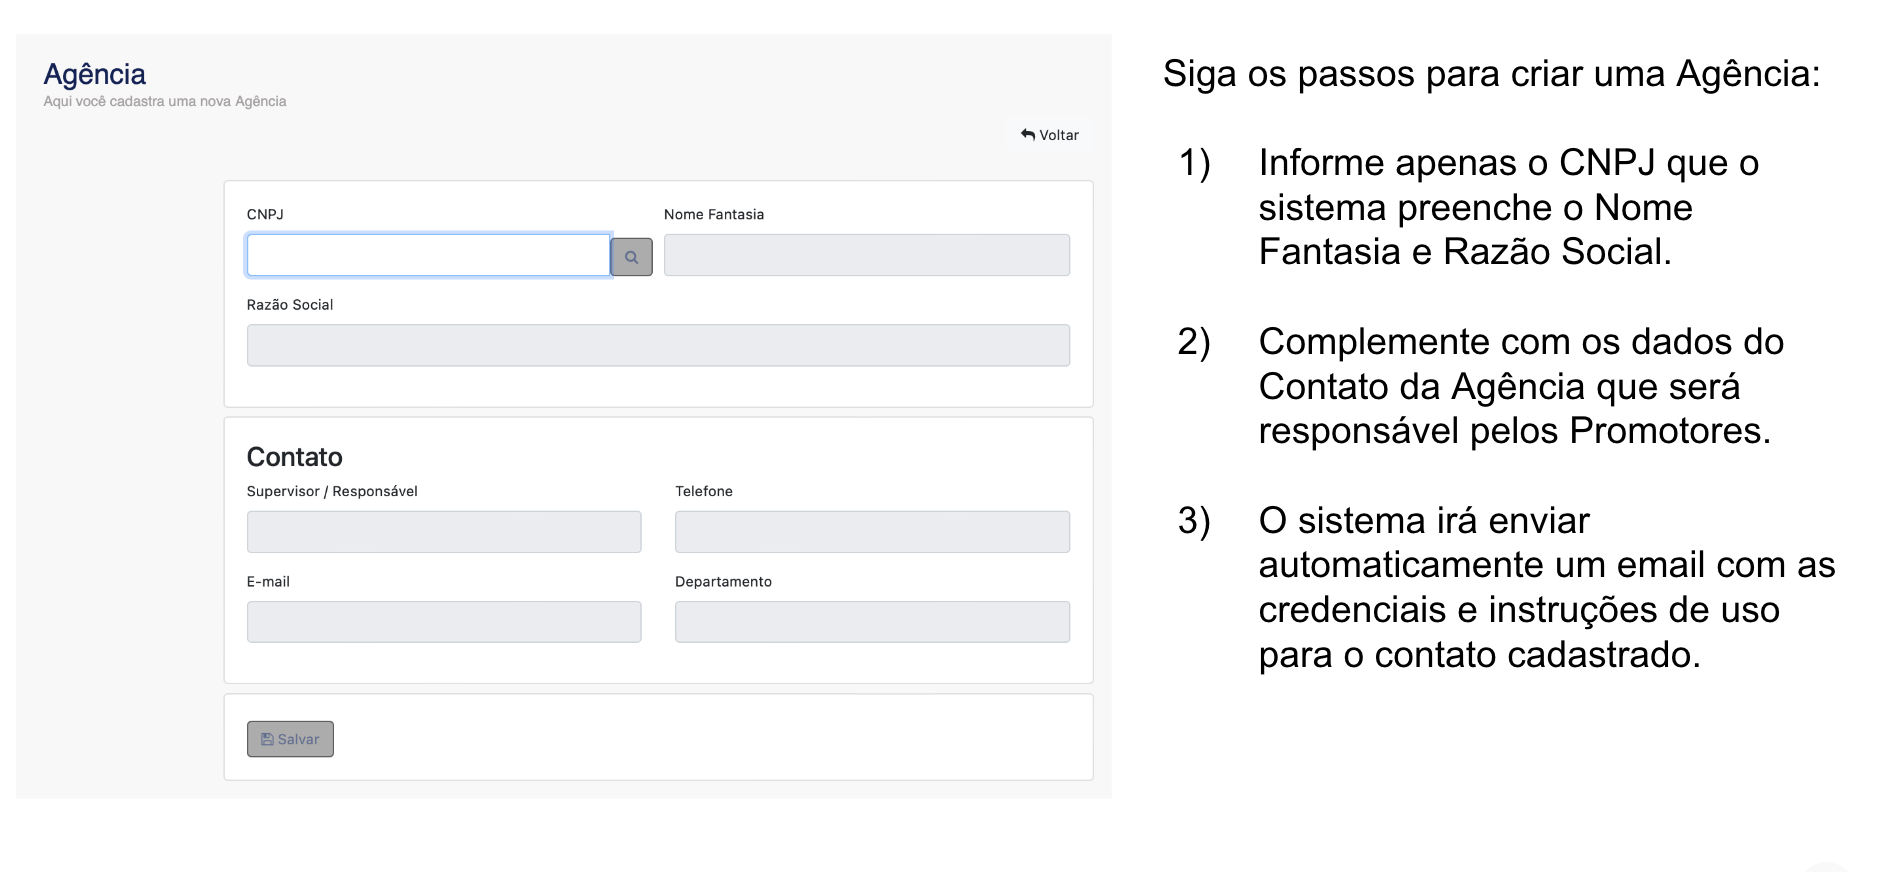 Agência
Aqui você cadastra uma nova Agência
Voltar
CNPJ
Nome Fantasia
Razão Social
Contato
Supervisor / Responsável
Telefone
E-mail
Departamento
Salvar
Siga os passos para criar uma Agência:
1) Informe apenas o CNPJ que o
sistema preenche o Nome
Fantasia e Razão Social.
2) Complemente com os dados do
Contato da Agência que será
responsável pelos Promotores.
3) O sistema irá enviar
automaticamente um email com as
credenciais e instruções de uso
para o contato cadastrado.